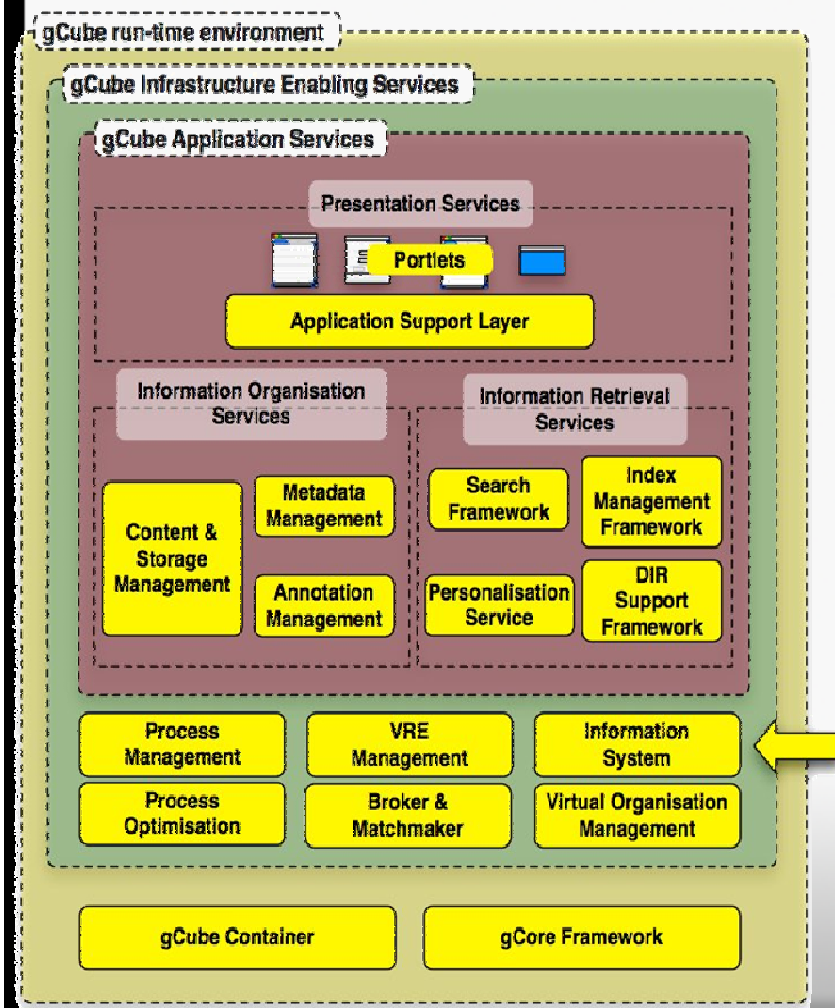 gCube run-time environment
gCube Infrastructure Enabling Services
gCube Application Services
Presentation Services
Portlets
Application Support Layer
Information Organisation
Services
Information Retrieval
Services
Content &
Storage
Management
Metadata
Management
Annotation
Management
Search
Framework
Index
Management
Framework
Personalisation
Service
DIR
Support
Framework
Process
Management
VRE
Management
Information
System
Process
Optimisation
Broker &
Matchmaker
Virtual Organisation
Management
gCube Container
gCore Framework